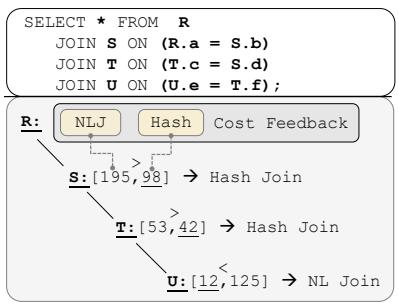 SELECT * FROM R
JOIN S ON (R.a = S.b)
JOIN T ON (T.c = S.d)
JOIN U ON (U.e = T.f);
R: NLJ Hash Cost Feedback
>
S:[195,98] → Hash Join
>
T:[53,42] → Hash Join
<
U:[12,125] → NL Join